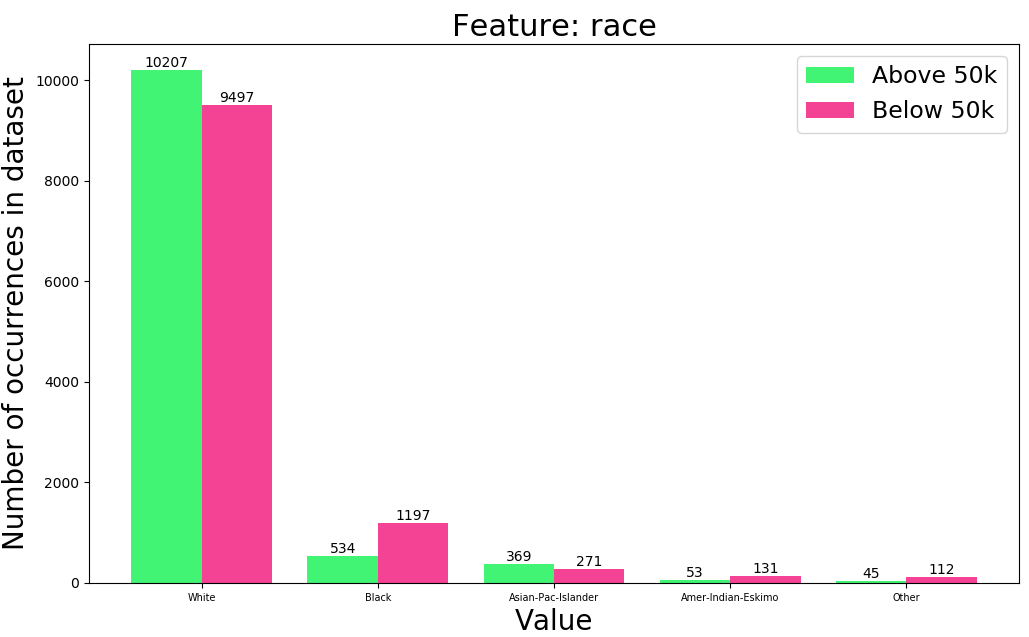 Feature: race
Above 50k
Below 50k
Number of occurrences in dataset
10000
8000
6000
4000
2000
0
10207
9497
534
1197
369
271
53
131
45
112
White
Black
Asian-Pac-Islander
Amer-Indian-Eskimo
Other
Value